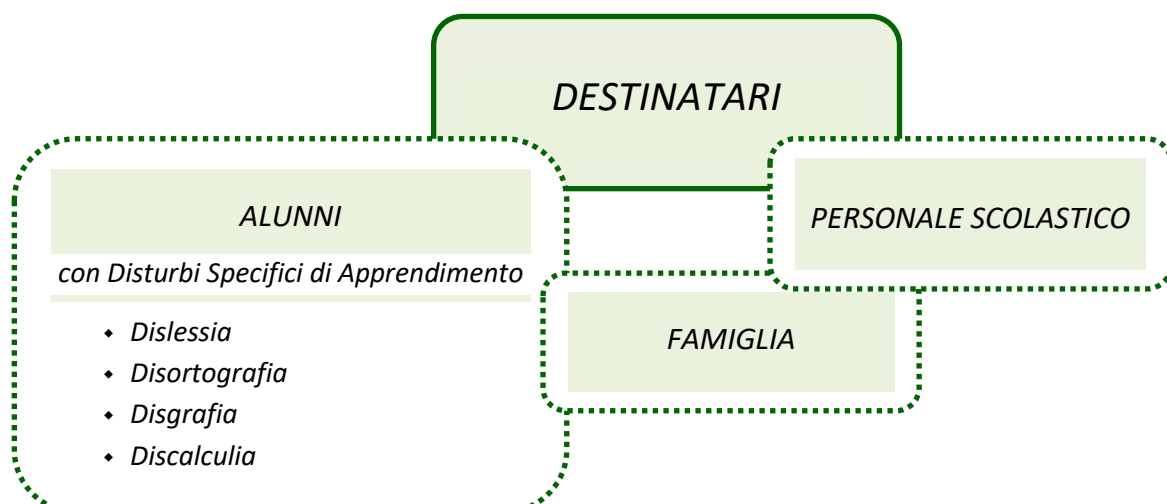 DESTINATARI
ALUNNI
con Disturbi Specifici di Apprendimento
⬥ Dislessia
⬥ Disortografia
⬥ Disgrafia
⬥ Discalculia
FAMIGLIA
PERSONALE SCOLASTICO